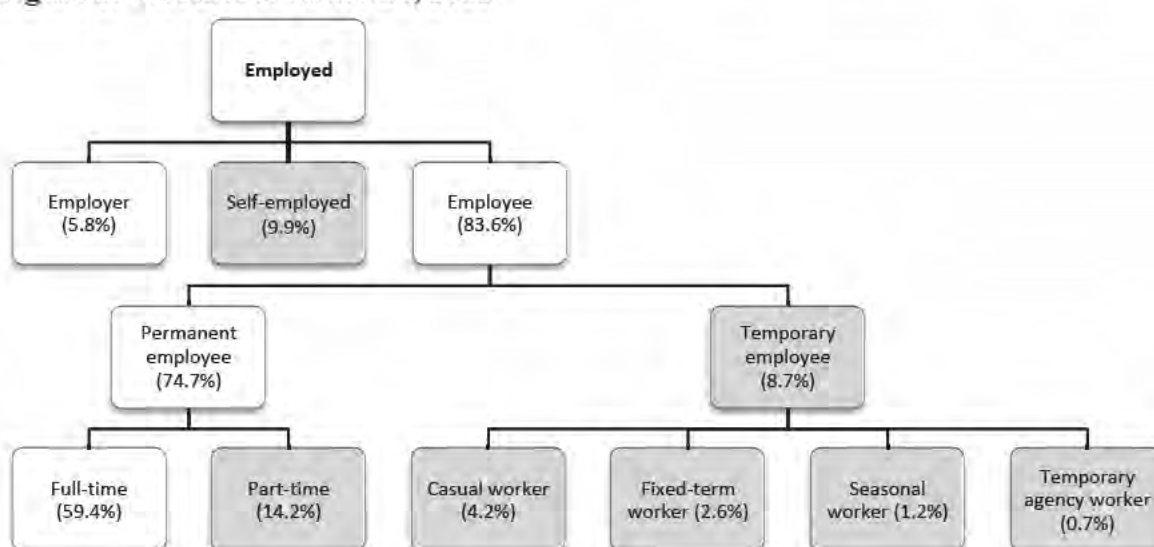 Employed
Employer
(5.8%)
Self-employed
(9.9%)
Employee
(83.6%)
Permanent
employee
(74.7%)
Temporary
employee
(8.7%)
Full-time
(59.4%)
Part-time
(14.2%)
Casual worker
(4.2%)
Fixed-term
worker (2.6%)
Seasonal
worker (1.2%)
Temporary
agency worker
(0.7%)